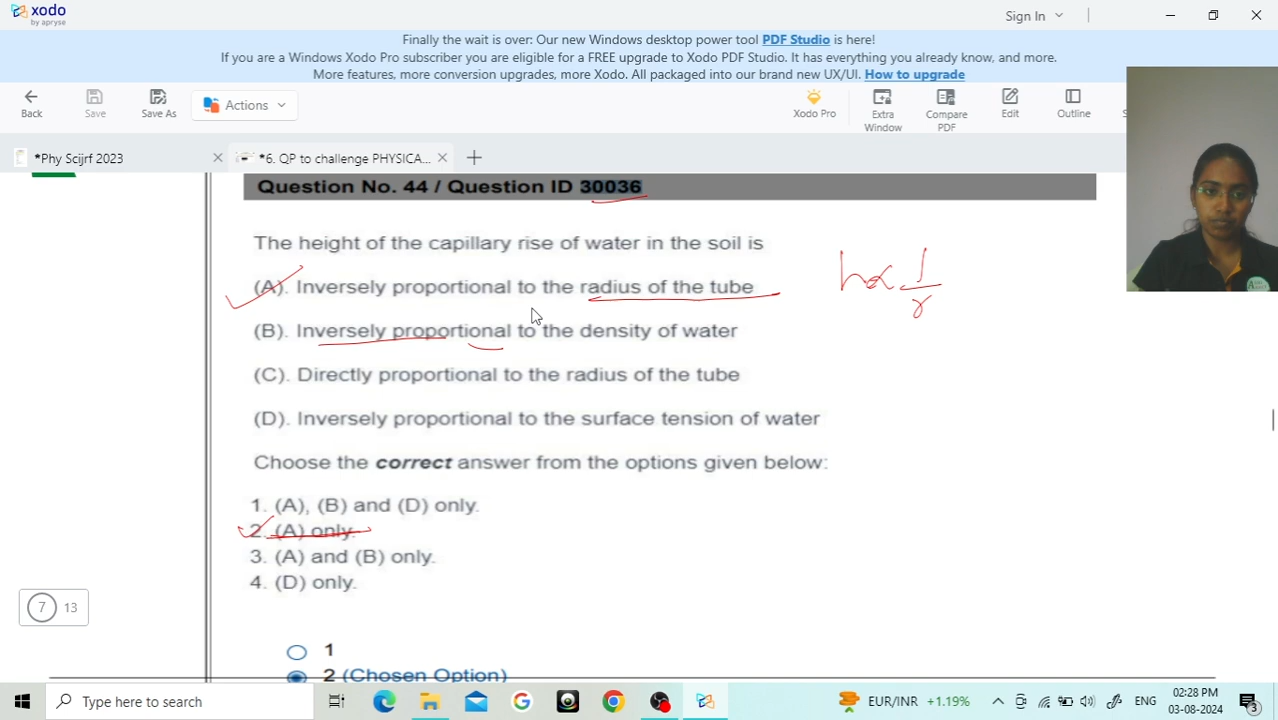 xodo
by apryse
Sign In
Finally the wait is over: Our new Windows desktop power tool PDF Studio is here!
If you are a Windows Xodo Pro subscriber you are eligible for a FREE upgrade to Xodo PDF Studio. It has everything you already know, and more.
More features, more conversion upgrades, more Xodo. All packaged into our brand new UX/UI. How to upgrade
Back
Save
Save As
Actions
Xodo Pro
Extra Window
Compare PDF
Edit
Outline
*Phy Scijrf 2023
*6. QP to challenge PHYSICA...
Question No. 44 / Question ID 30036
The height of the capillary rise of water in the soil is
(A). Inversely proportional to the radius of the tube
h∝ 1/r
(B). Inversely proportional to the density of water
(C). Directly proportional to the radius of the tube
(D). Inversely proportional to the surface tension of water
Choose the correct answer from the options given below:
1. (A), (B) and (D) only.
2. (A) only.
3. (A) and (B) only.
4. (D) only.
7 13
1
2 (Chosen Option)
Type here to search
EUR/INR +1.19%
ENG
02:28 PM
03-08-2024
3